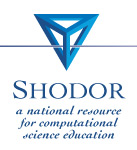 SHODOR
a national resource
for computational
science education